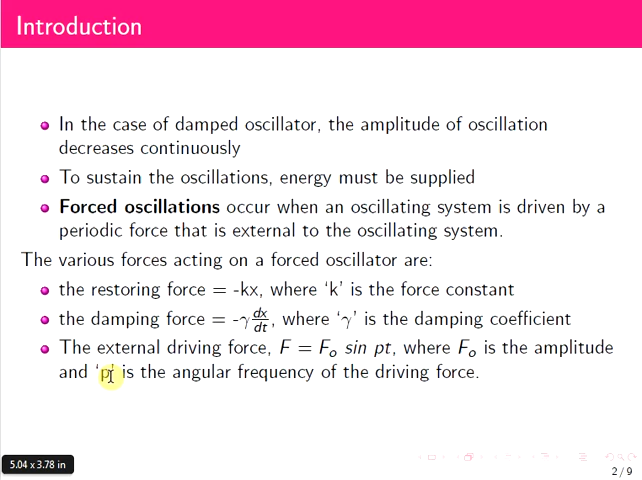 Introduction
In the case of damped oscillator, the amplitude of oscillation
decreases continuously
To sustain the oscillations, energy must be supplied
Forced oscillations occur when an oscillating system is driven by a
periodic force that is external to the oscillating system.
The various forces acting on a forced oscillator are:
the restoring force = -kx, where ‘k’ is the force constant
the damping force = -γ dx/dt, where ‘γ’ is the damping coefficient
The external driving force, F = Fₒ sin pt, where Fₒ is the amplitude
and ‘p’ is the angular frequency of the driving force.
5.04 x 3.78 in
2 / 9